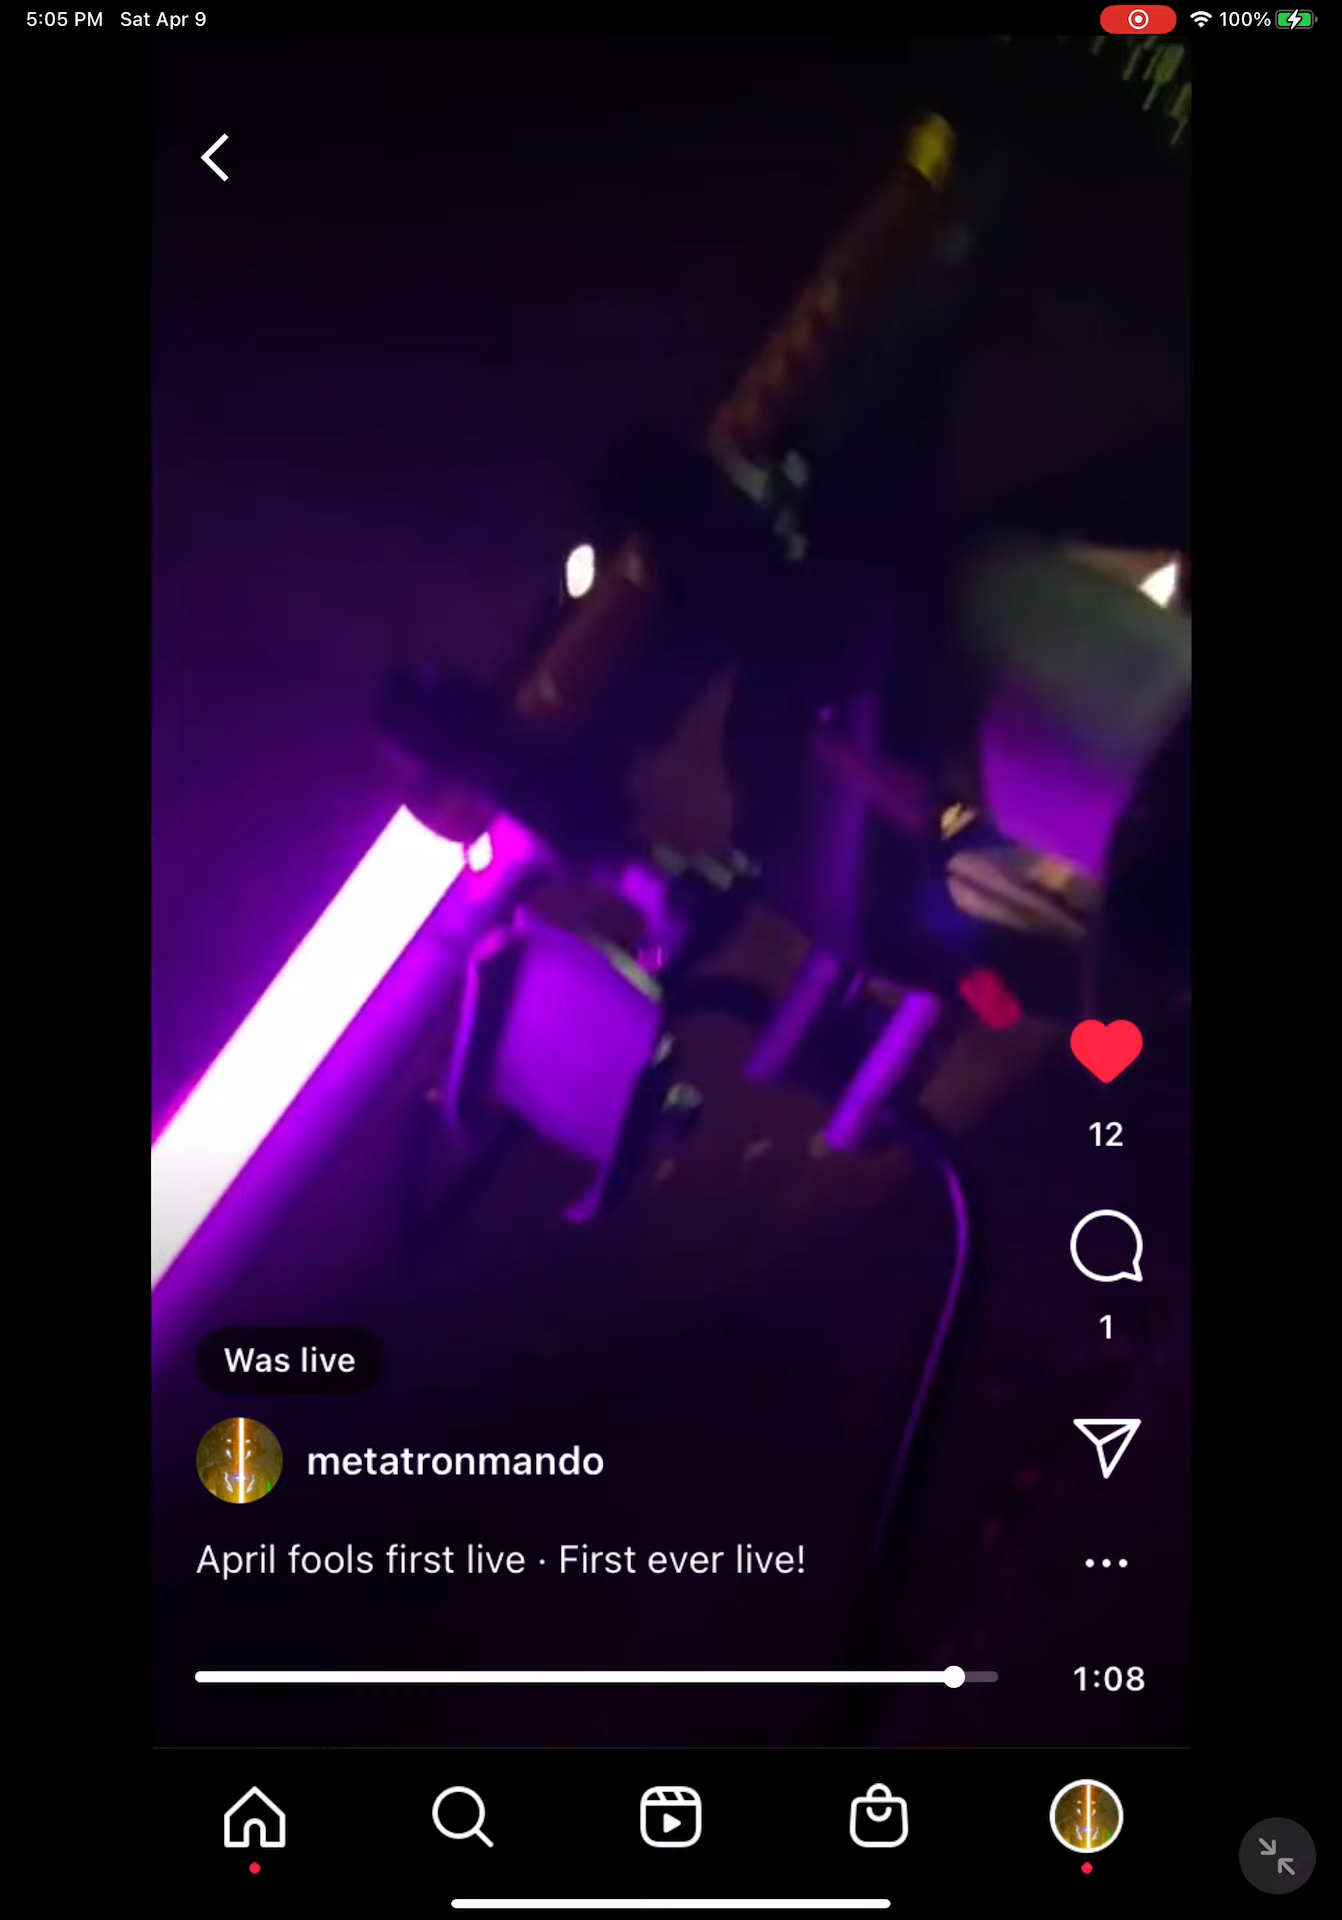 5:05 PM Sat Apr 9
100%
12
1
Was live
metatronmando
April fools first live · First ever live!
1:08